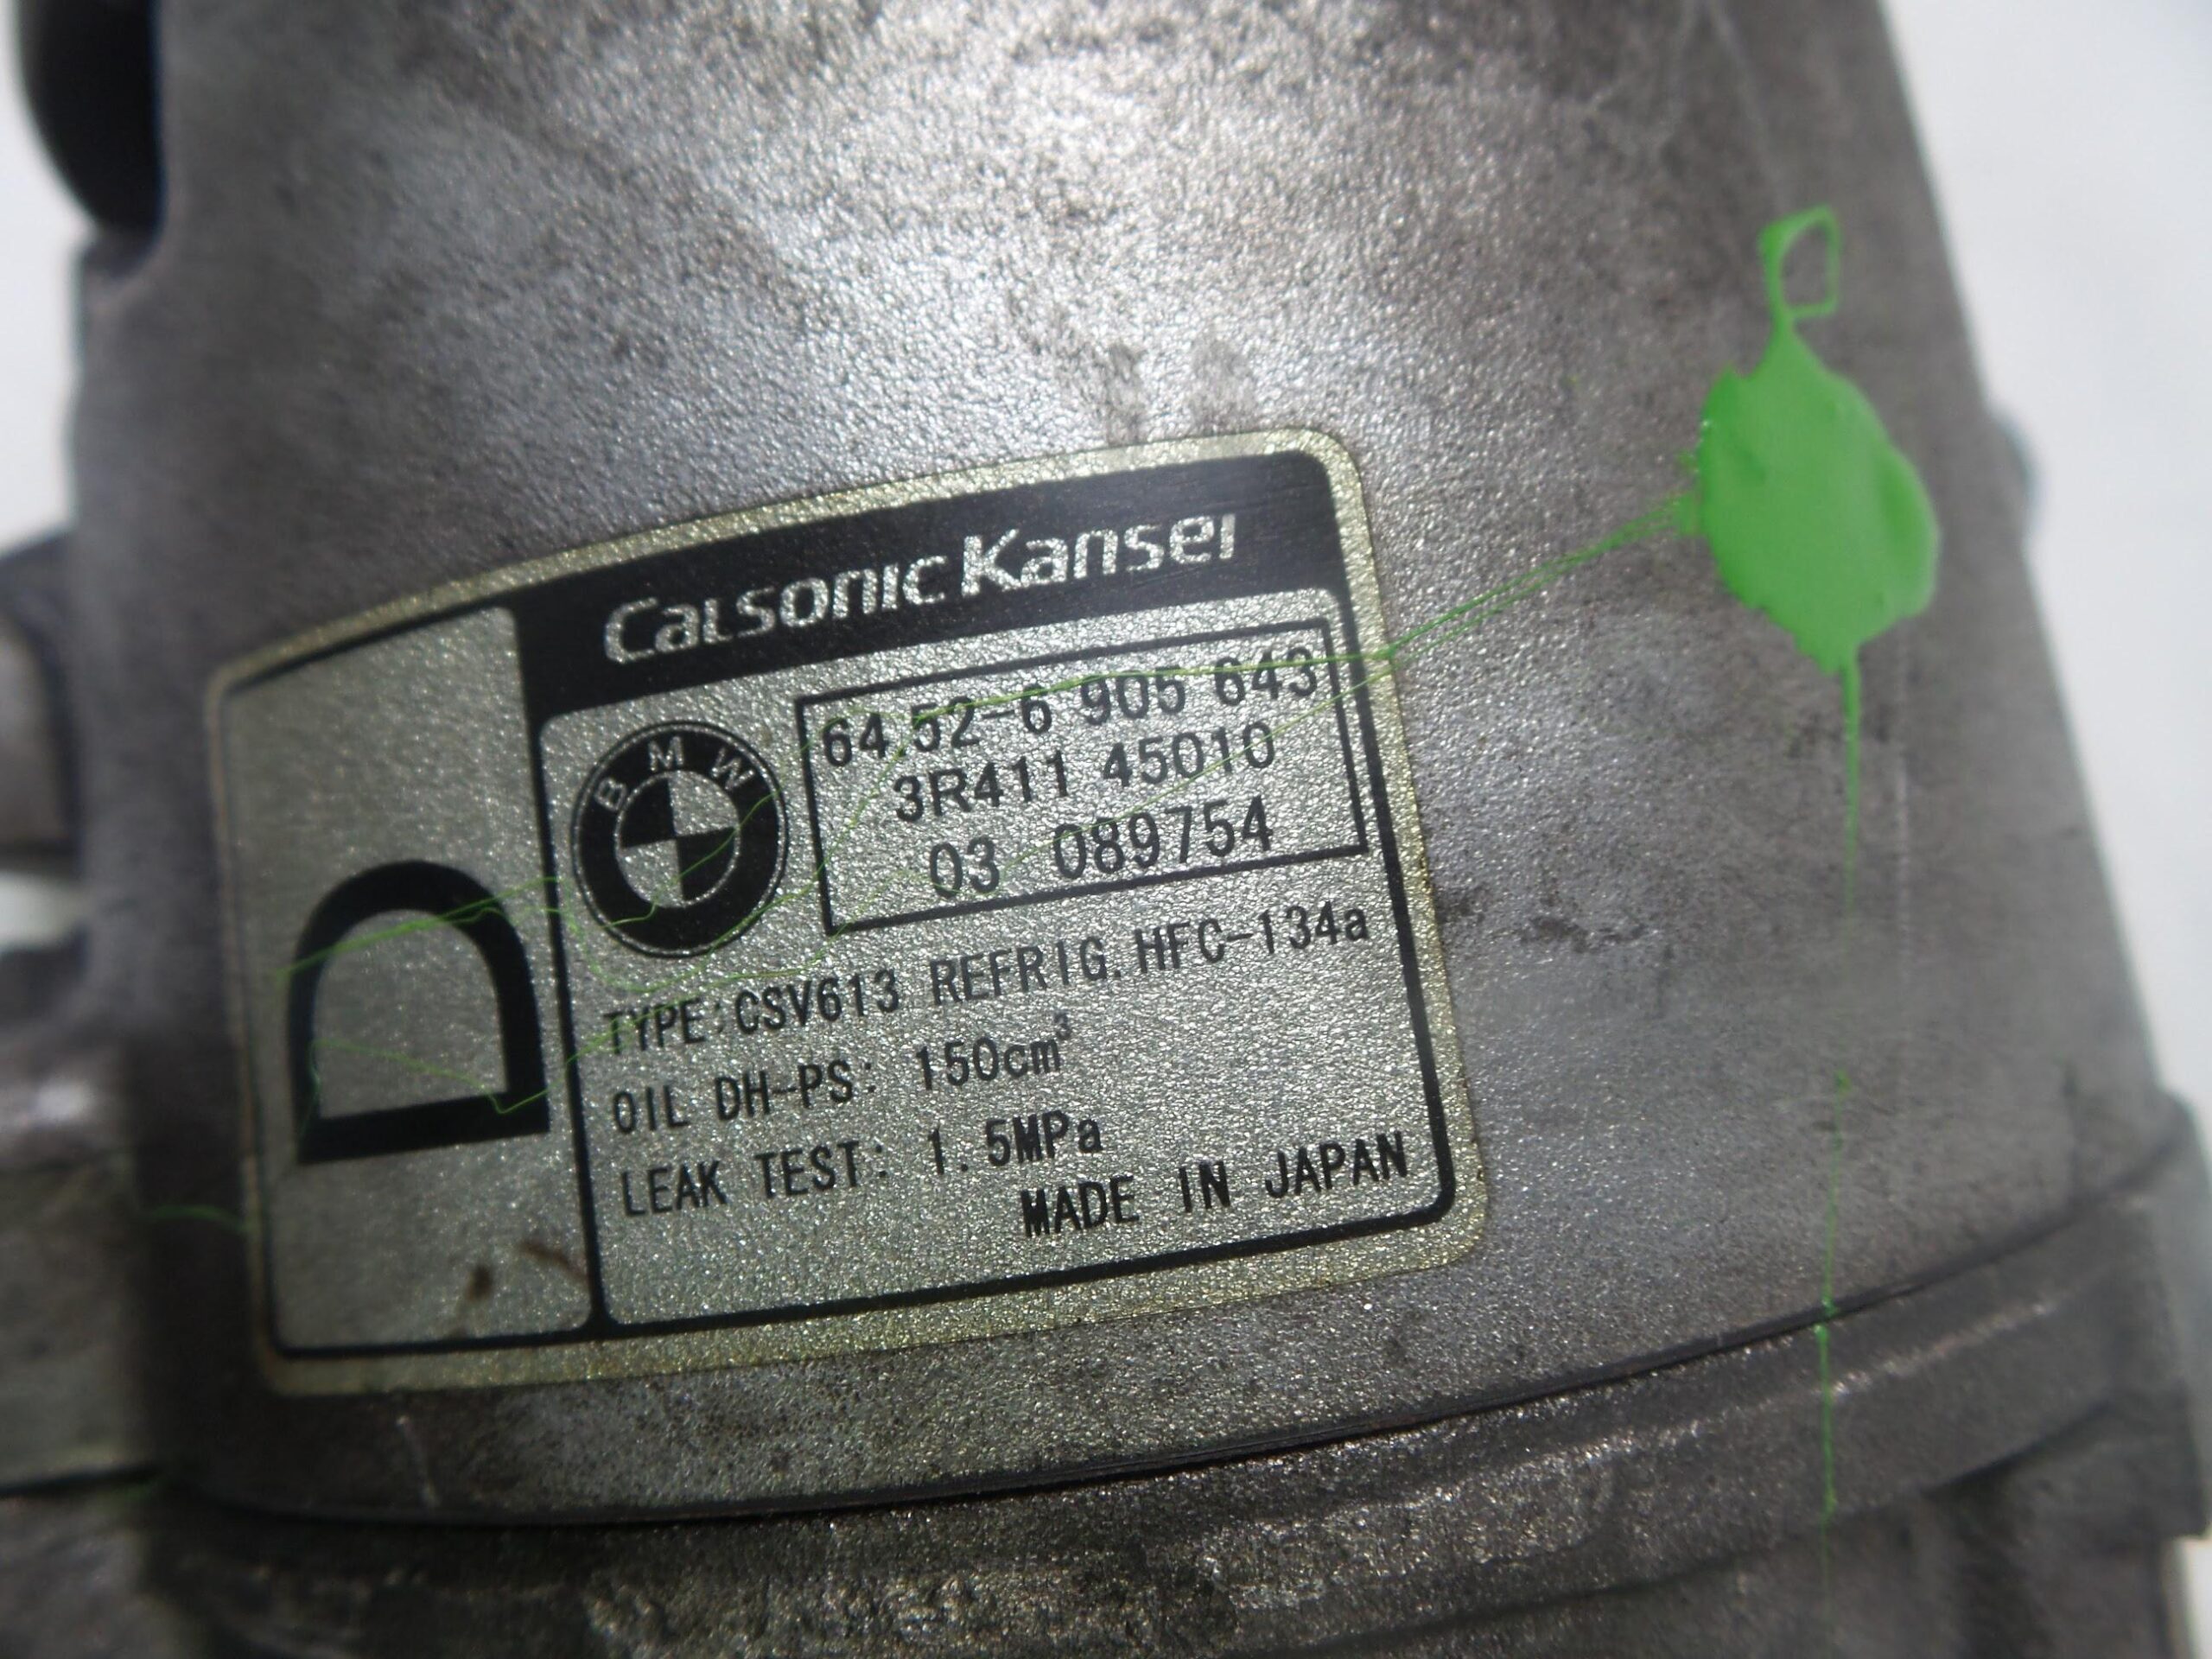 Calsonic Kansei
BMW
64.52-6 905 643
3R411 45010
03 089754
D
TYPE:CSV613 REFRIG.HFC-134a
OIL DH-PS: 150cm³
LEAK TEST: 1.5MPa
MADE IN JAPAN